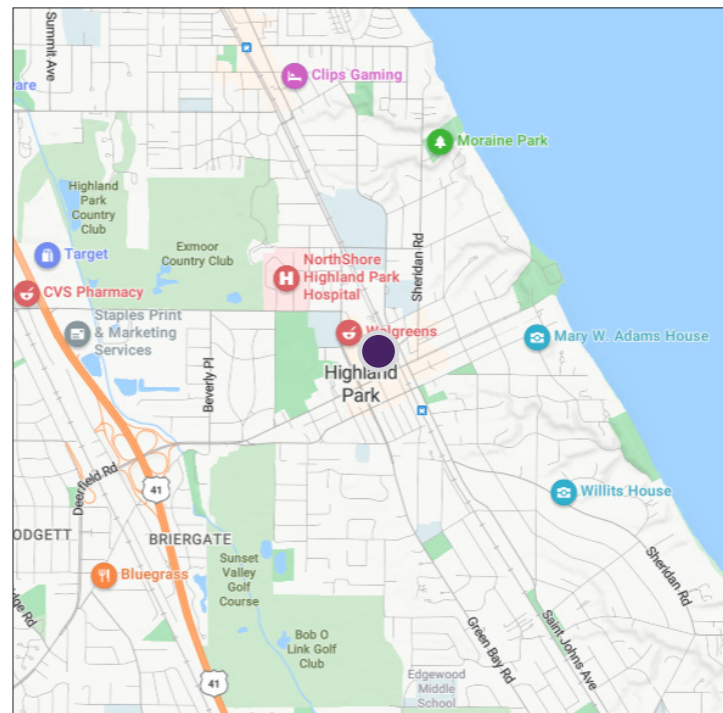 Summit Ave
Clips Gaming
are
Moraine Park
Highland
Park
Country
Club
Exmoor
Country Club
Target
NorthShore
Highland Park
Hospital
Sheridan Rd
CVS Pharmacy
Staples Print
& Marketing
Services
Walgreens
Mary W. Adams House
Beverly Pl
Highland
Park
Deerfield Rd
41
Willits House
ODGETT
BRIERGATE
Bluegrass
Sunset
Valley
Golf
Course
Sheridan Rd
dge Rd
Bob O
Link Golf
Club
Green Bay Rd
Saint Johns Ave
41
Edgewood
Middle
School